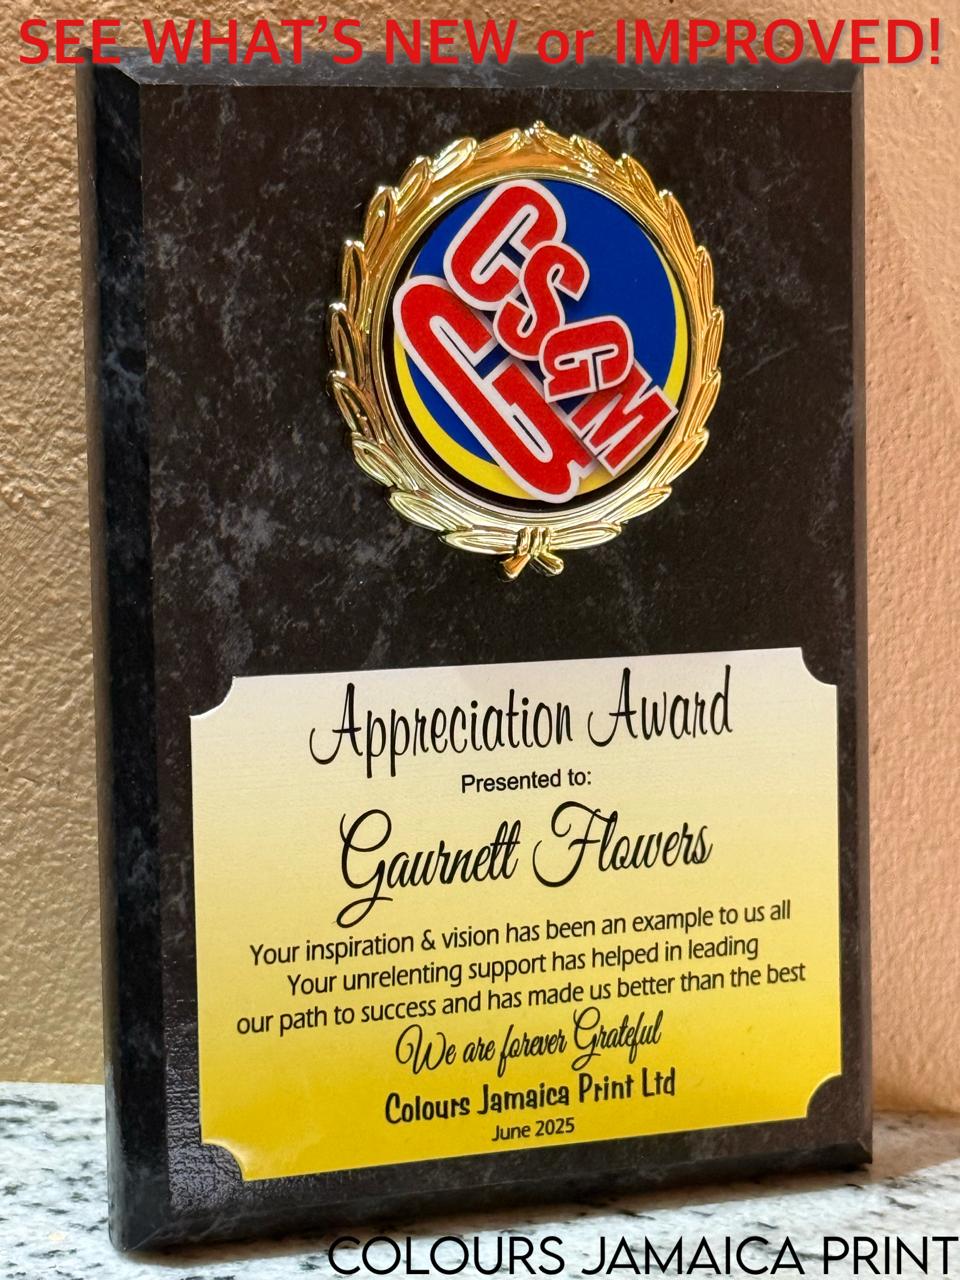 SEE WHAT'S NEW or IMPROVED!
CSGM
G
Appreciation Award
Presented to:
Gaurnett Flowers
Your inspiration & vision has been an example to us all
Your unrelenting support has helped in leading
our path to success and has made us better than the best
We are forever Grateful
Colours Jamaica Print Ltd
June 2025
COLOURS JAMAICA PRINT